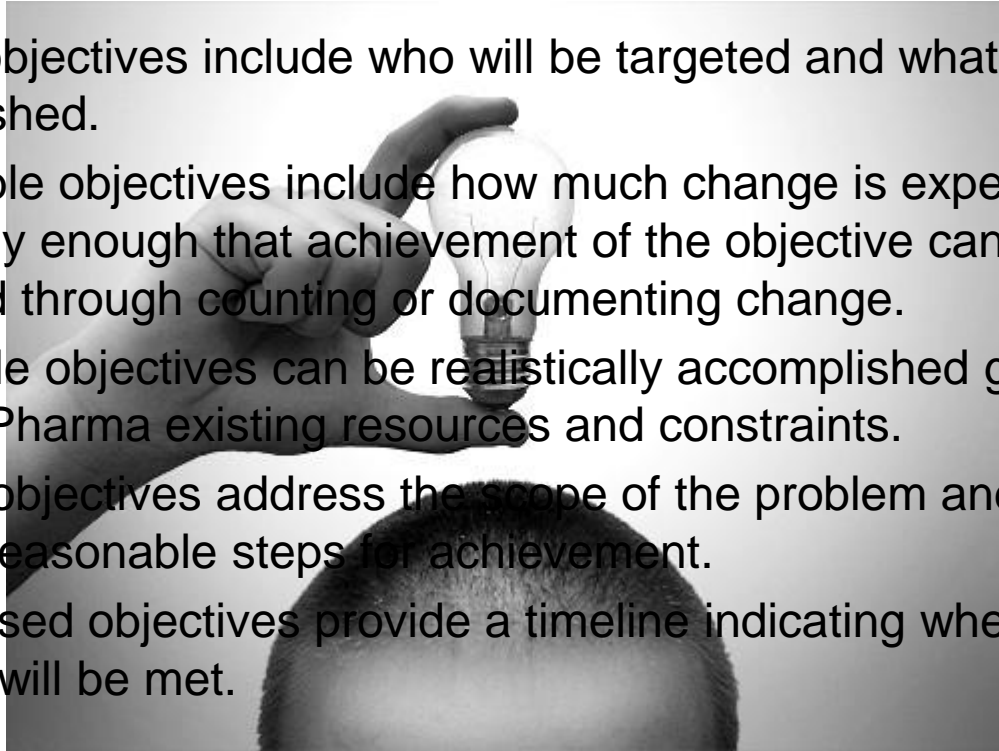 bjectives include who will be targeted and what
shed.
ole objectives include how much change is expe
y enough that achievement of the objective can
d through counting or documenting change.
le objectives can be realistically accomplished g
Pharma existing resources and constraints.
objectives address the scope of the problem and
easonable steps for achievement.
sed objectives provide a timeline indicating whe
will be met.